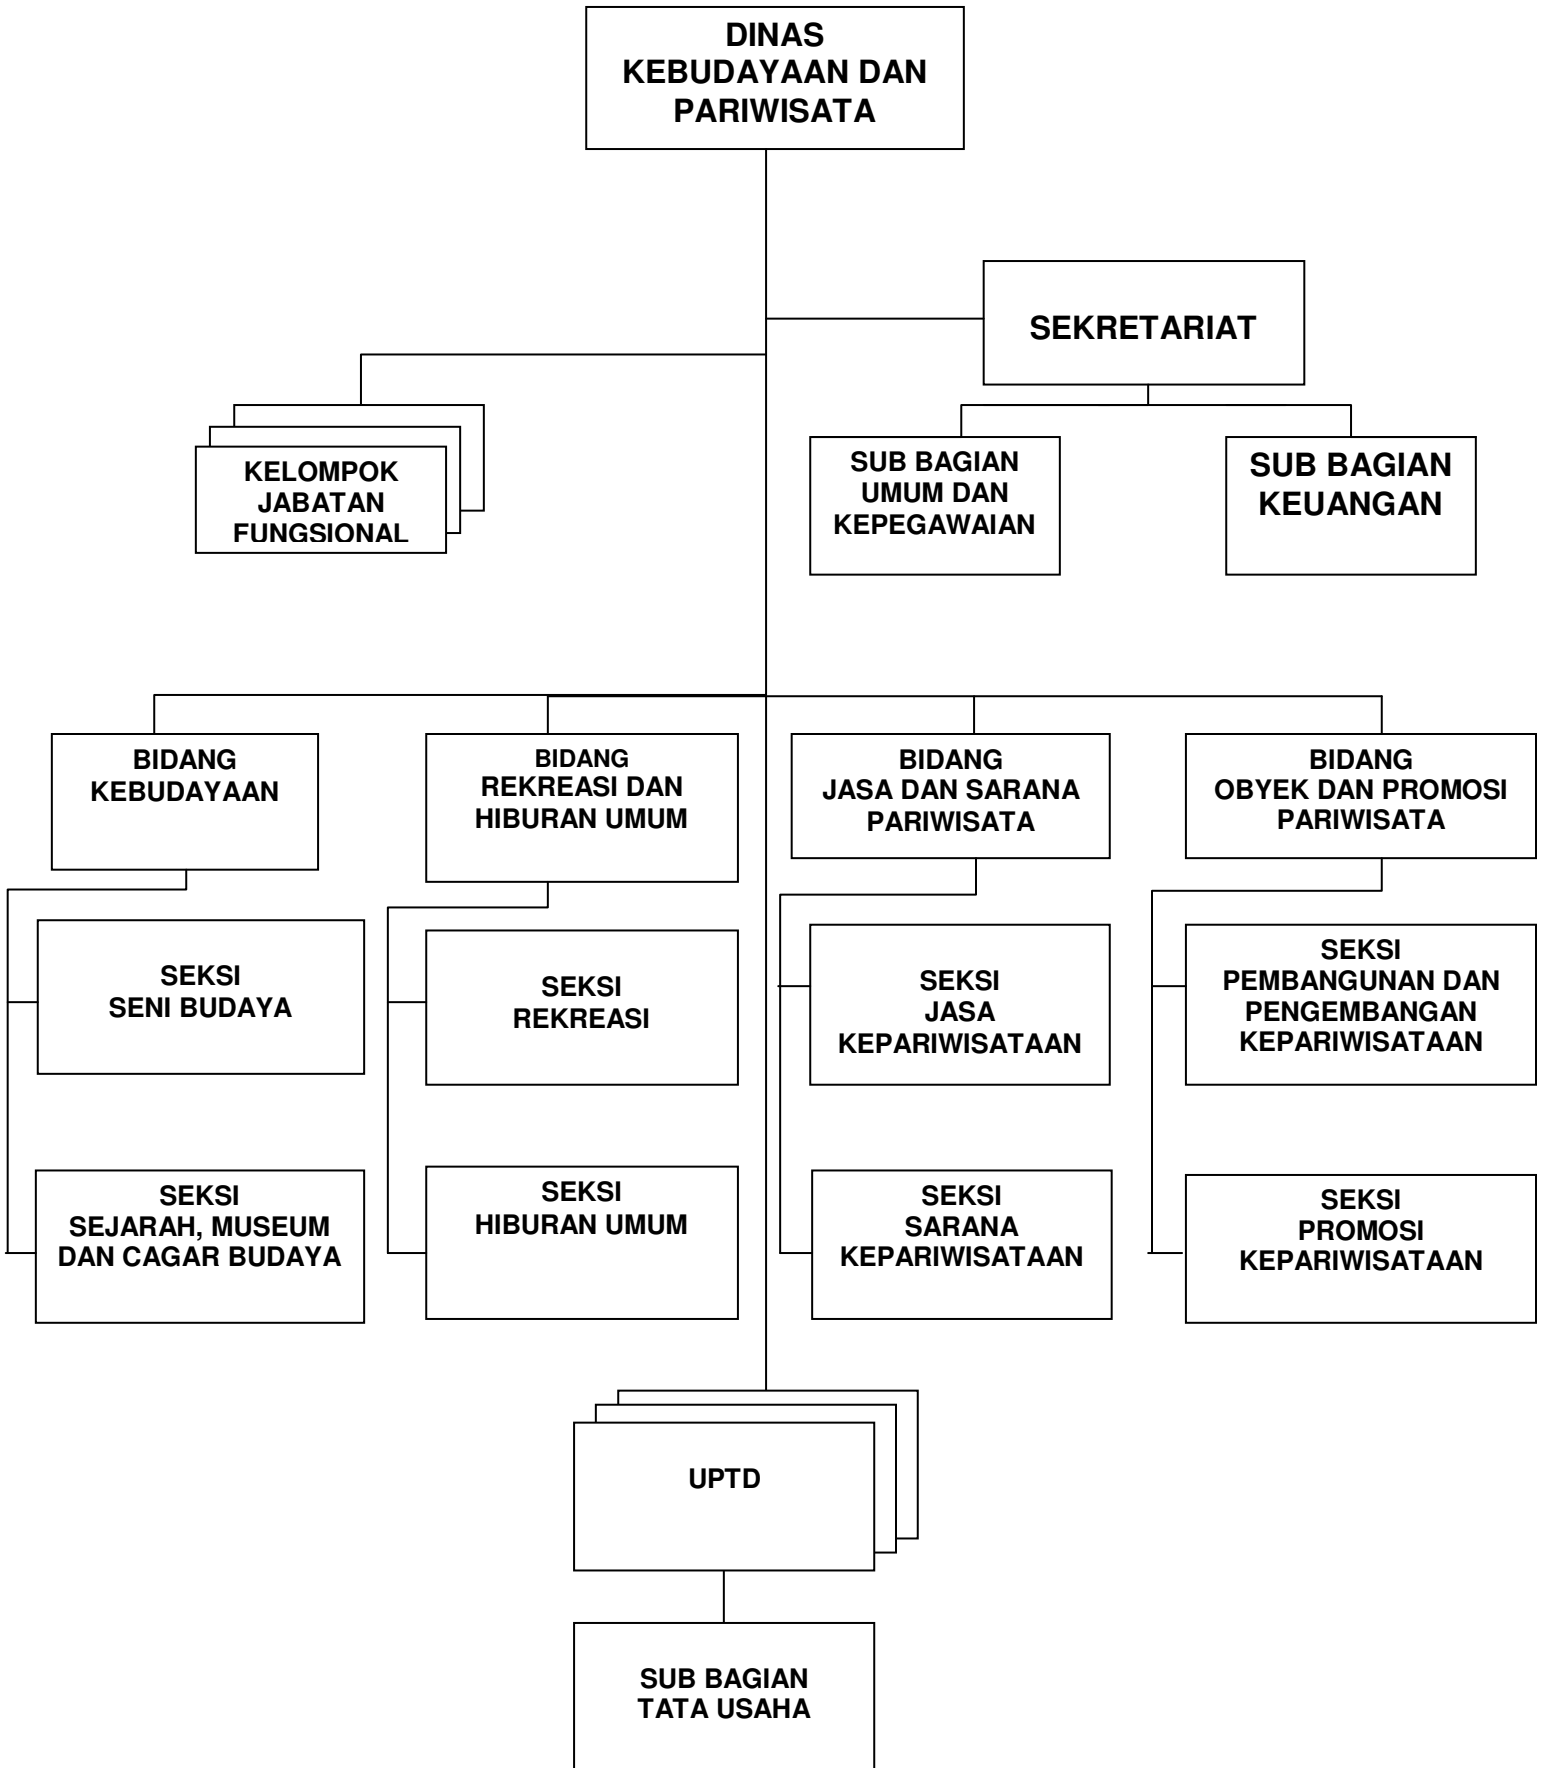 DINAS
KEBUDAYAAN DAN
PARIWISATA
SEKRETARIAT
KELOMPOK
JABATAN
FUNGSIONAL
SUB BAGIAN
UMUM DAN
KEPEGAWAIAN
SUB BAGIAN
KEUANGAN
BIDANG
KEBUDAYAAN
BIDANG
REKREASI DAN
HIBURAN UMUM
BIDANG
JASA DAN SARANA
PARIWISATA
BIDANG
OBYEK DAN PROMOSI
PARIWISATA
SEKSI
SENI BUDAYA
SEKSI
REKREASI
SEKSI
JASA
KEPARIWISATAAN
SEKSI
PEMBANGUNAN DAN
PENGEMBANGAN
KEPARIWISATAAN
SEKSI
SEJARAH, MUSEUM
DAN CAGAR BUDAYA
SEKSI
HIBURAN UMUM
SEKSI
SARANA
KEPARIWISATAAN
SEKSI
PROMOSI
KEPARIWISATAAN
UPTD
SUB BAGIAN
TATA USAHA